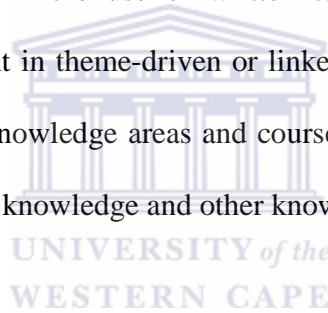 t in theme-driven or linke
nowledge areas and course
knowledge and other know
UNIVERSITY of the
WESTERN CAPE